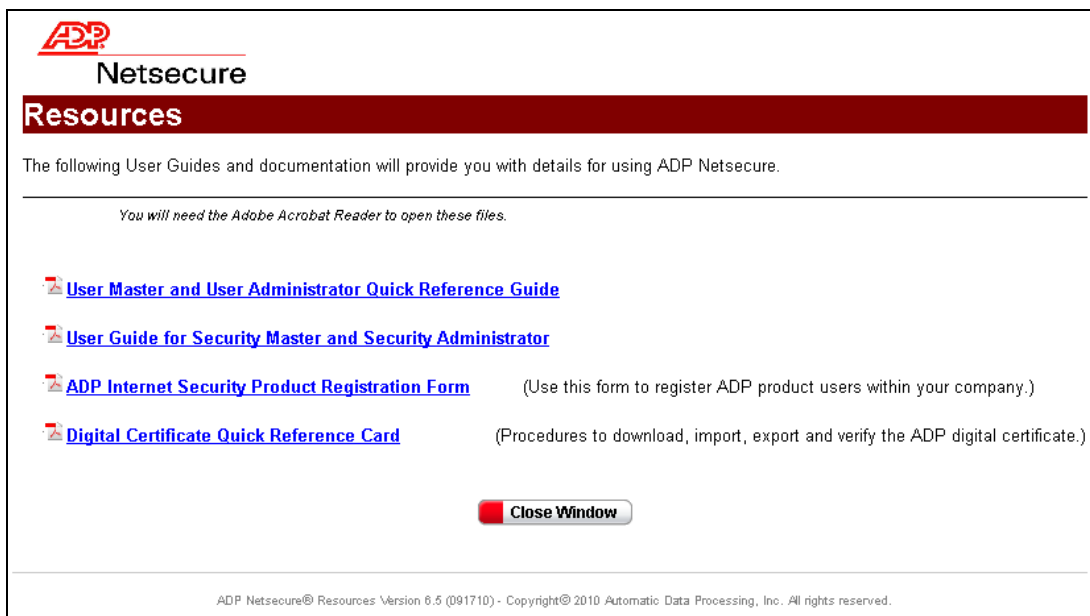 ADP
Netsecure
Resources
The following User Guides and documentation will provide you with details for using ADP Netsecure.
You will need the Adobe Acrobat Reader to open these files.
User Master and User Administrator Quick Reference Guide
User Guide for Security Master and Security Administrator
ADP Internet Security Product Registration Form (Use this form to register ADP product users within your company.)
Digital Certificate Quick Reference Card (Procedures to download, import, export and verify the ADP digital certificate.)
Close Window
ADP Netsecure® Resources Version 6.5 (091710) - Copyright© 2010 Automatic Data Processing, Inc. All rights reserved.